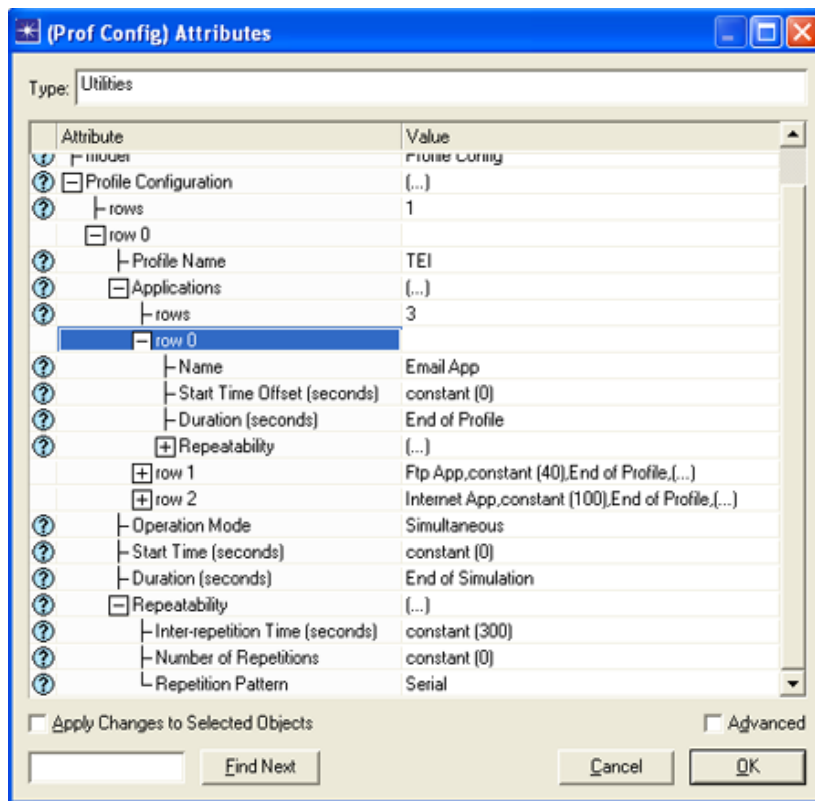 (Prof Config) Attributes
Type: Utilities
Attribute Value
model Profile Config
Profile Configuration (...)
rows 1
row 0
Profile Name TEI
Applications (...)
rows 3
row 0
Name Email App
Start Time Offset (seconds) constant (0)
Duration (seconds) End of Profile
Repeatability (...)
row 1 Ftp App,constant (40),End of Profile,(...)
row 2 Internet App,constant (100),End of Profile,(...)
Operation Mode Simultaneous
Start Time (seconds) constant (0)
Duration (seconds) End of Simulation
Repeatability (...)
Inter-repetition Time (seconds) constant (300)
Number of Repetitions constant (0)
Repetition Pattern Serial
Apply Changes to Selected Objects Advanced
Find Next Cancel OK